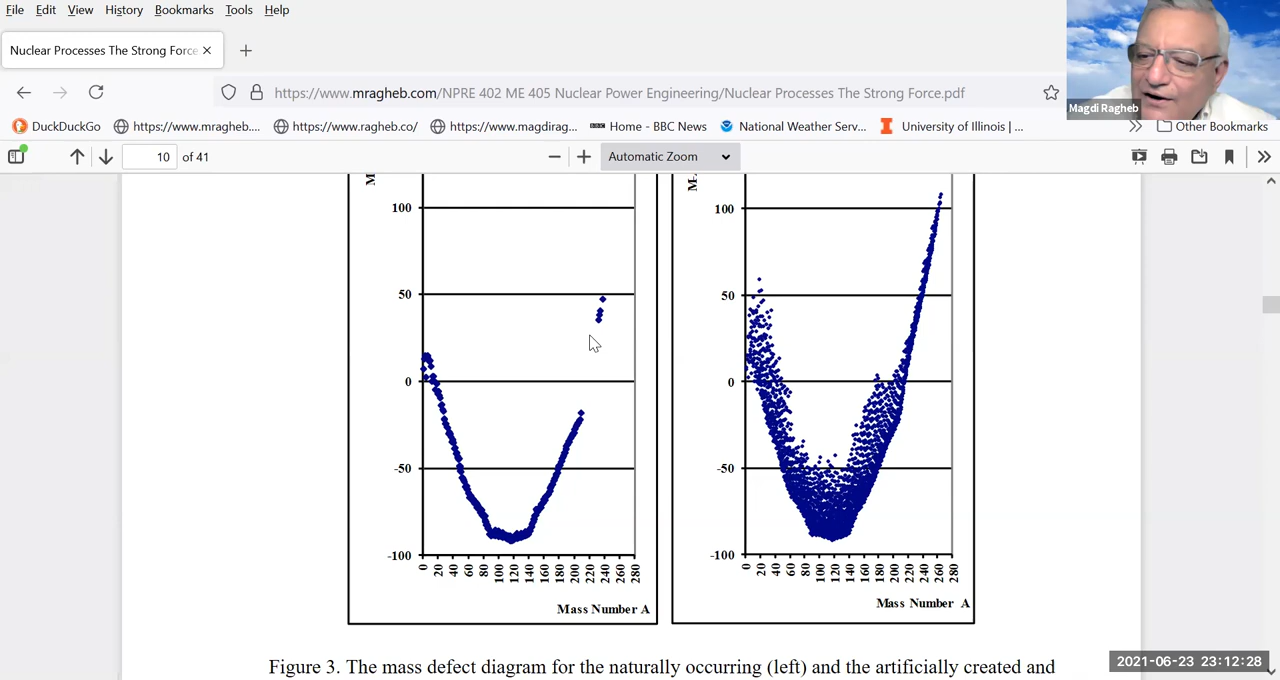 File Edit View History Bookmarks Tools Help
Nuclear Processes The Strong Force
https://www.mragheb.com/NPRE 402 ME 405 Nuclear Power Engineering/Nuclear Processes The Strong Force.pdf
Magdi Ragheb
DuckDuckGo https://www.mragheb.... https://www.ragheb.co/ https://www.magdirag... BBC Home - BBC News National Weather Serv... University of Illinois |... Other Bookmarks
10 of 41 Automatic Zoom
M
100
50
0
-50
-100
0 20 40 60 80 100 120 140 160 180 200 220 240 260 280
Mass Number A
M-
100
50
0
-50
-100
0 20 40 60 80 100 120 140 160 180 200 220 240 260 280
Mass Number A
Figure 3. The mass defect diagram for the naturally occurring (left) and the artificially created and
2021-06-23 23:12:28